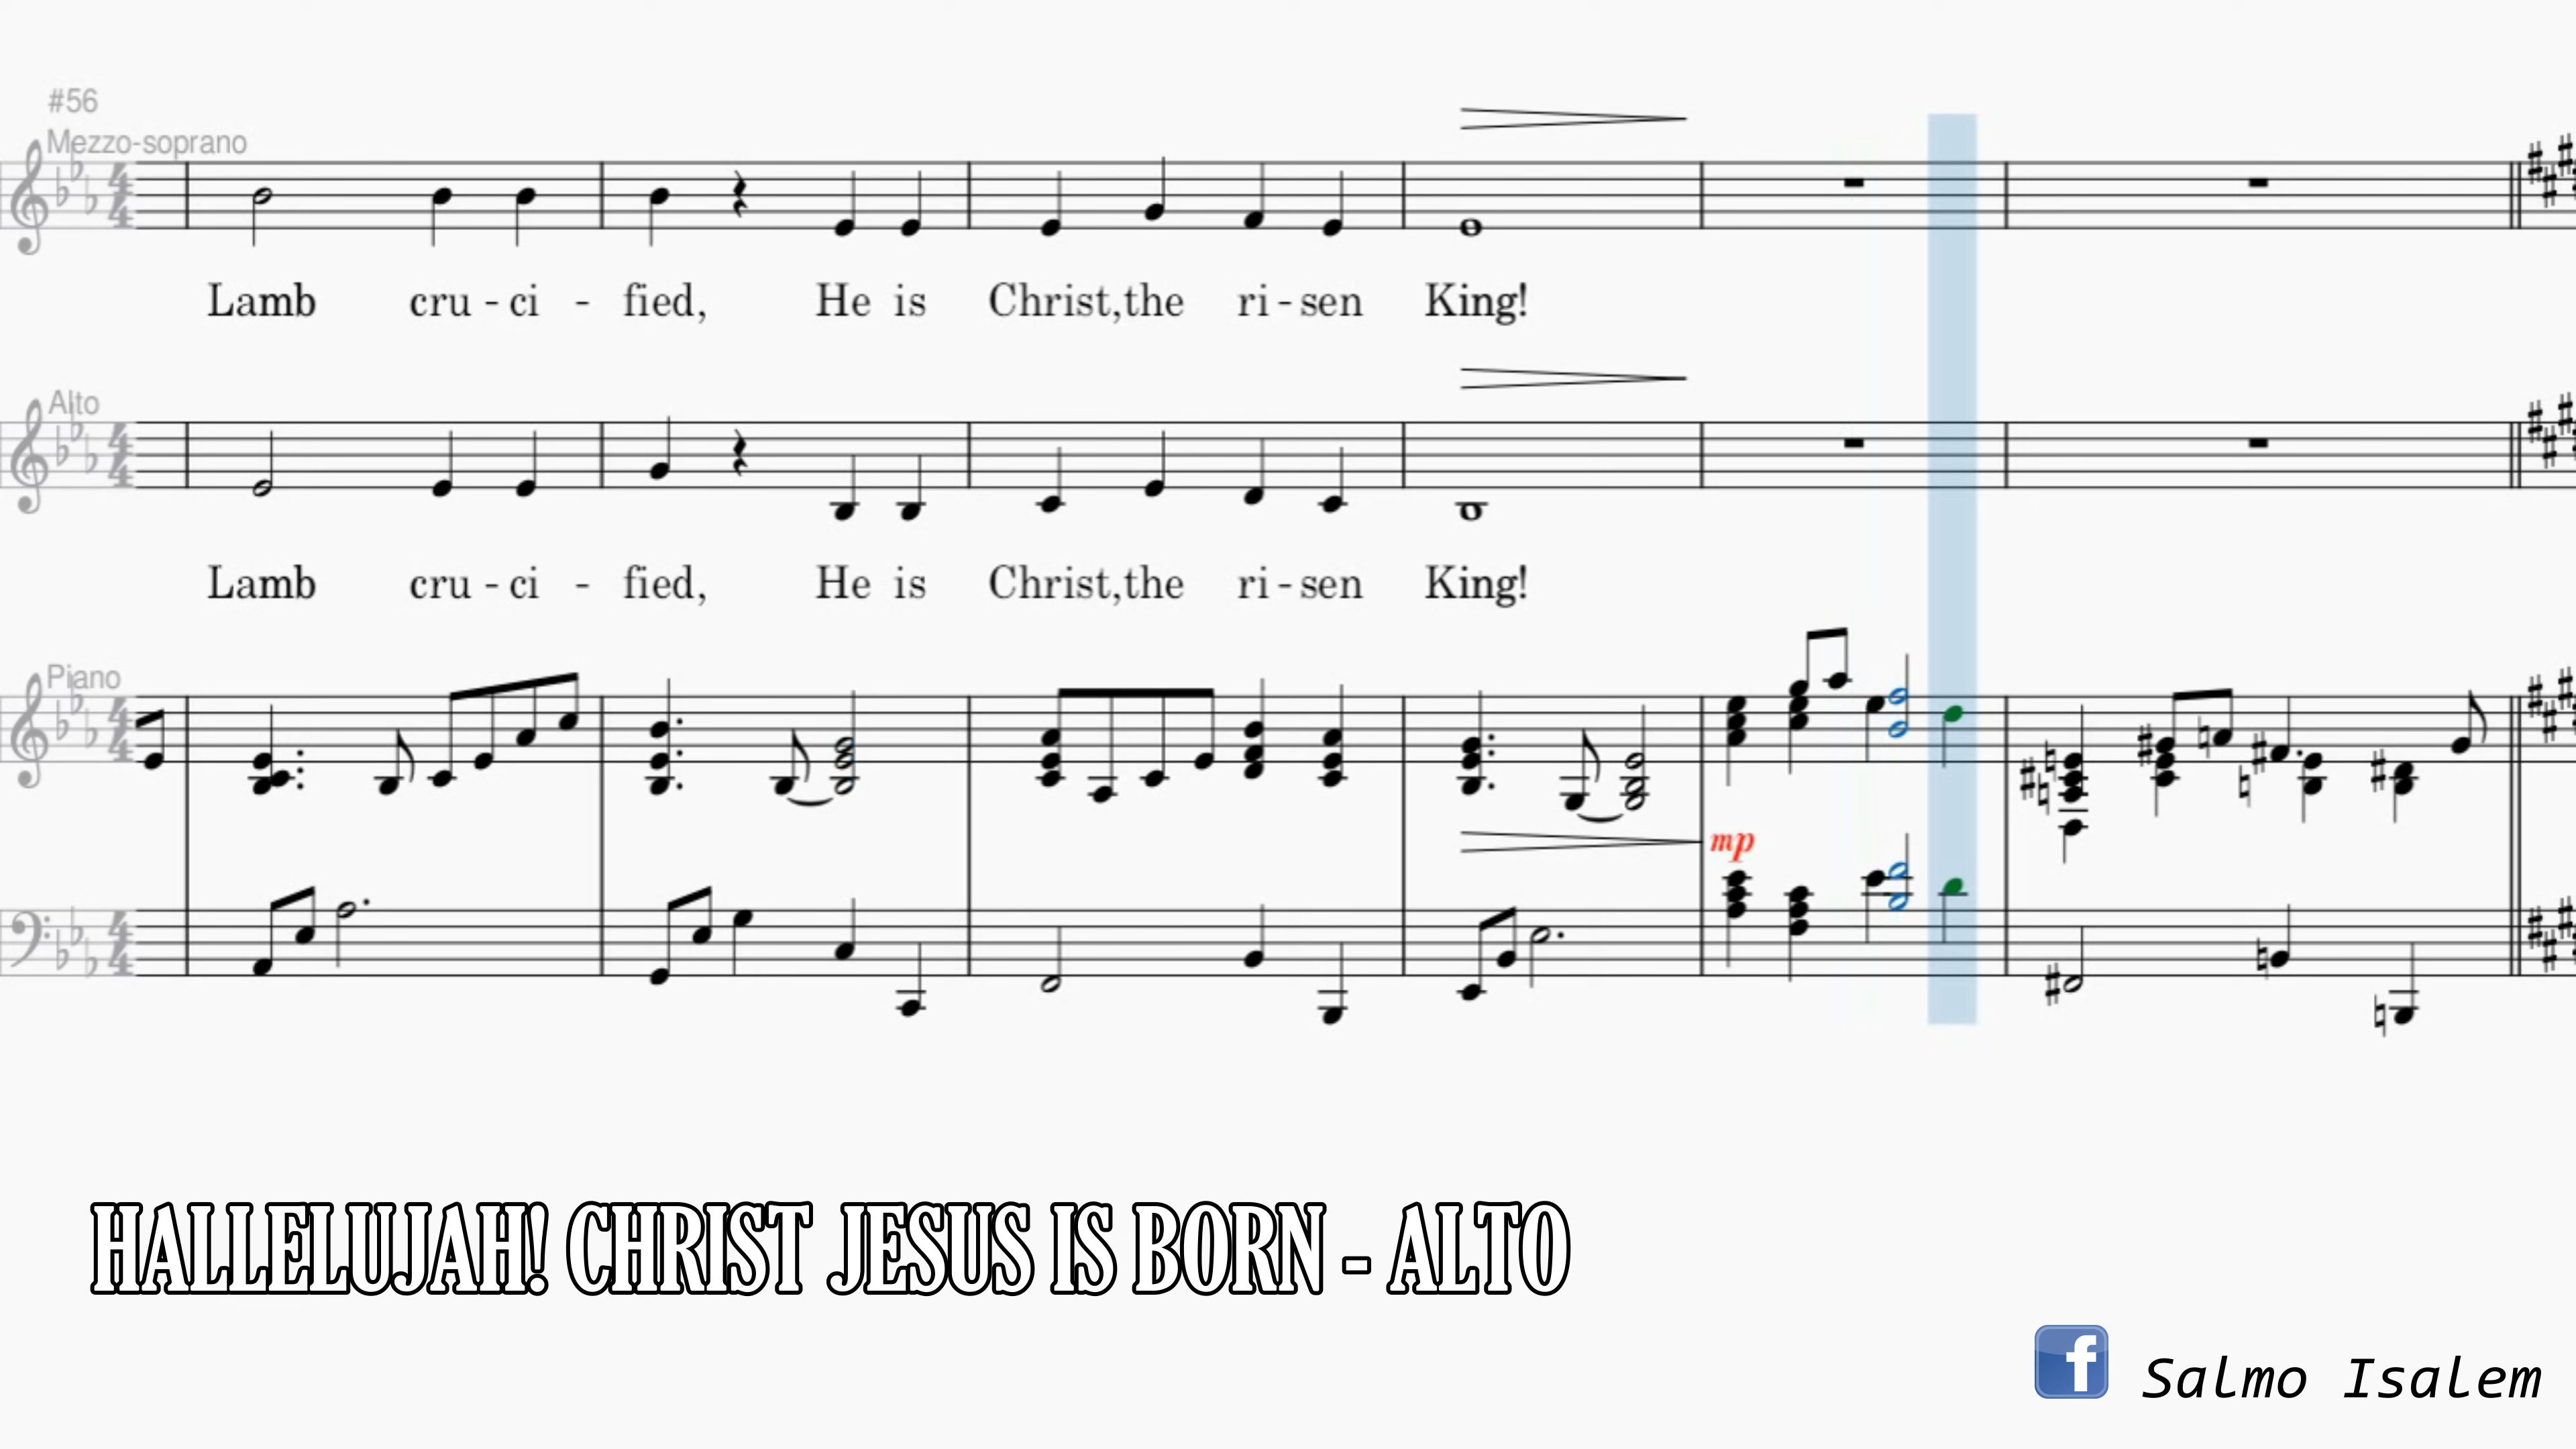 #56
Mezzo-soprano
Lamb cru - ci - fied, He is Christ, the ri - sen King!
Alto
Lamb cru - ci - fied, He is Christ, the ri - sen King!
Piano
mp
HALLELUJAH! CHRIST JESUS IS BORN - ALTO
f Salmo Isalem